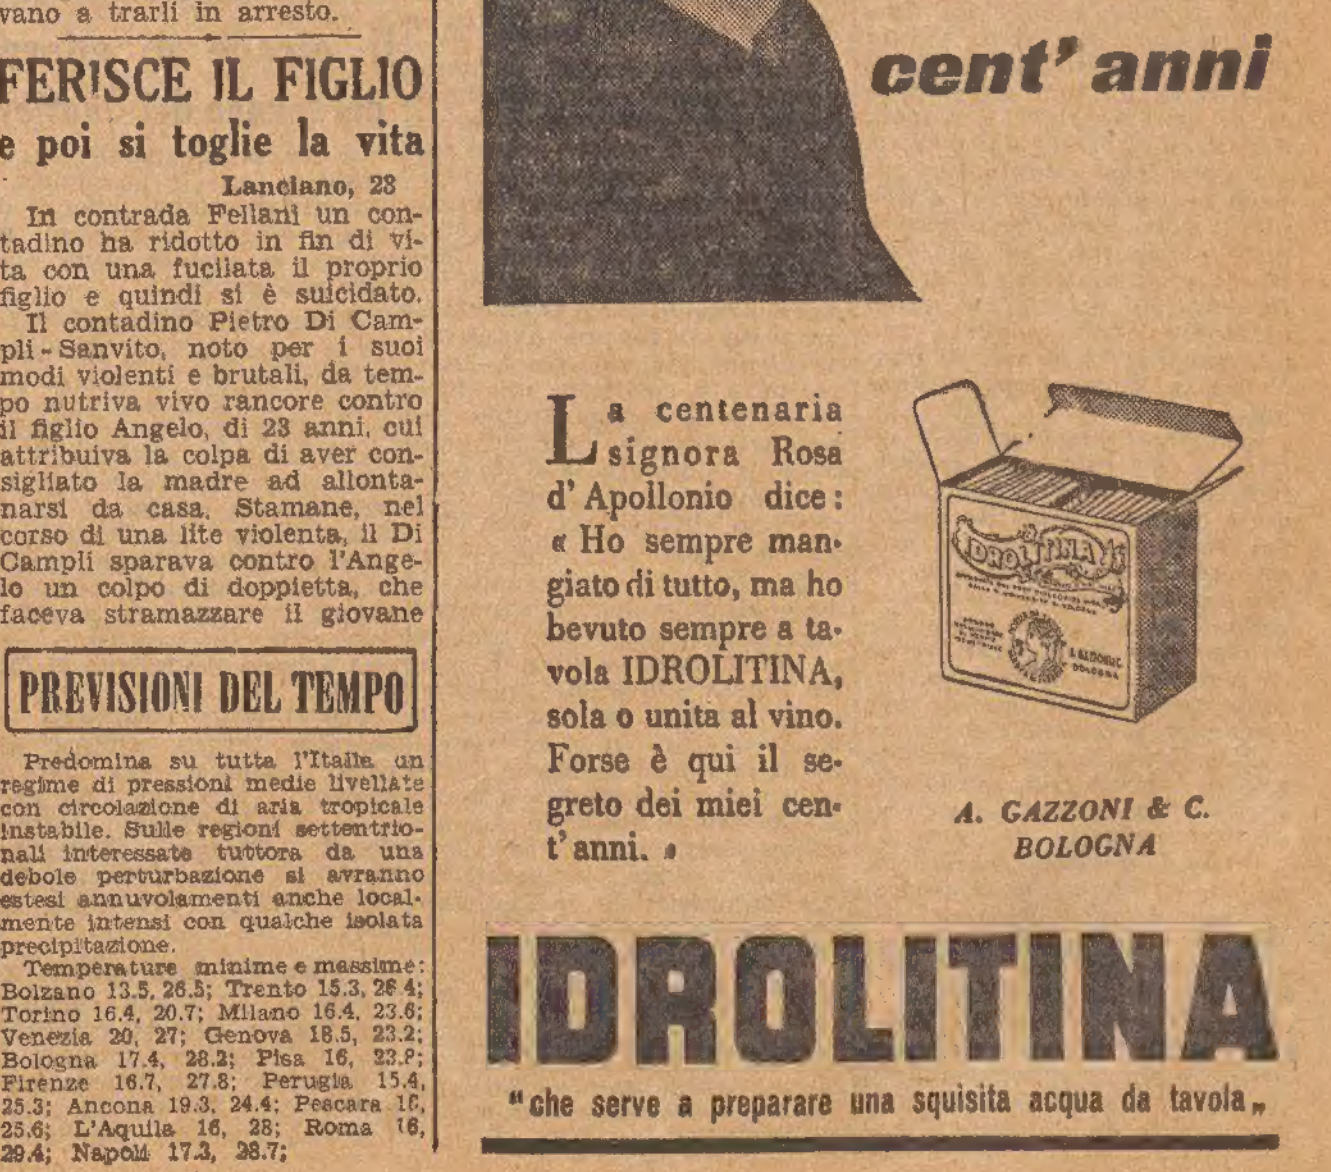 vano a trarli in arresto.
FERISCE IL FIGLIO
e poi si toglie la vita
Lanciano, 23
In contrada Fellani un con-
tadino ha ridotto in fin di vi-
ta con una fucilata il proprio
figlio e quindi si è suicidato.
Il contadino Pietro Di Cam-
pli-Sanvito, noto per i suoi
modi violenti e brutali, da tem-
po nutriva vivo rancore contro
il figlio Angelo, di 23 anni, cui
attribuiva la colpa di aver con-
sigliato la madre ad allonta-
narsi da casa. Stamane, nel
corso di una lite violenta, il Di
Campli sparava contro l'Ange-
lo un colpo di doppietta, che
faceva stramazzare il giovane
PREVISIONI DEL TEMPO
Predomina su tutta l'Italia un
regime di pressioni medie livellate
con circolazione di aria tropicale
instabile. Sulle regioni settentrio-
nali interessate tuttora da una
debole perturbazione si avranno
estesi annuvolamenti anche local-
mente intensi con qualche isolata
precipitazione.
Temperature minime e massime:
Bolzano 13.5, 26.5; Trento 15.3, 26.4;
Torino 16.4, 20.7; Milano 16.4, 23.6;
Venezia 20, 27; Genova 18.5, 23.2;
Bologna 17.4, 28.2; Pisa 16,
Firenze 16.7, 27.8; Perugia 15.4,
25.3; Ancona 19.3, 24.4; Pescara
25.6; L'Aquila 16, 28; Roma 16,
29.4; Napoli 17.3, 28.7;
cent'anni
La centenaria
signora Rosa
d'Apollonio dice:
« Ho sempre man-
giato di tutto, ma ho
bevuto sempre a ta-
vola IDROLITINA,
sola o unita al vino.
Forse è qui il se-
greto dei miei cen-
t'anni. »
IDROLITINA
A. GAZZONI & C.
BOLOGNA
A. GAZZONI & C.
BOLOGNA
IDROLITINA
"che serve a preparare una squisita acqua da tavola„